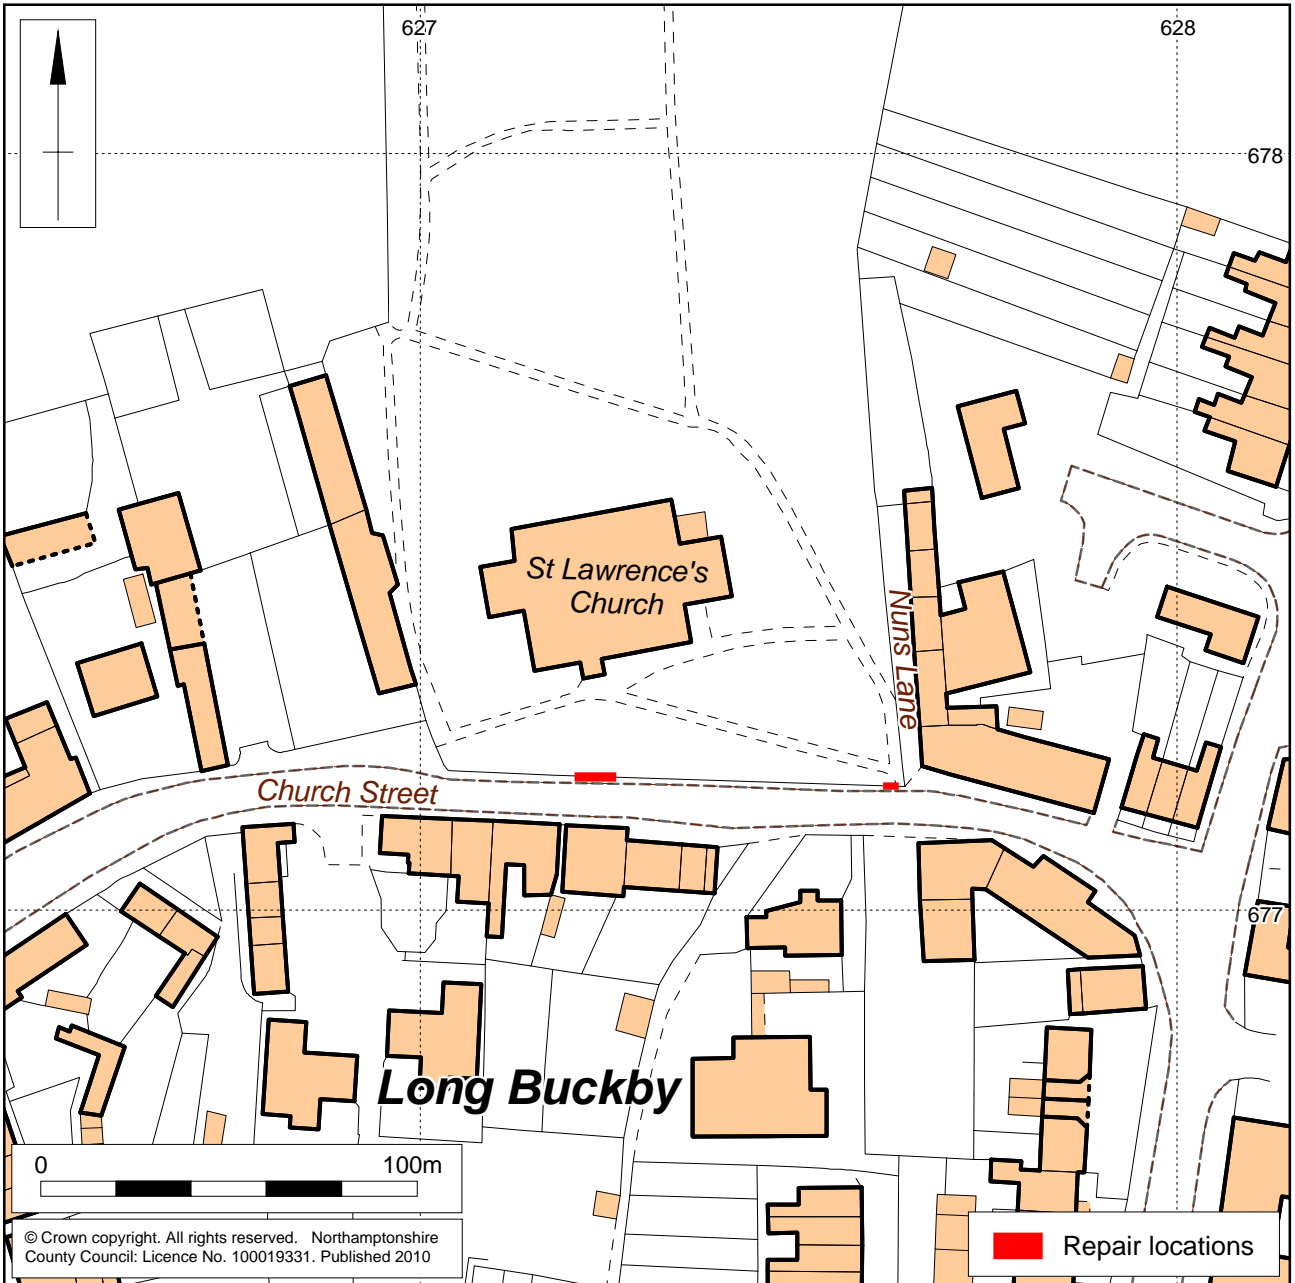 627
628
678
St Lawrence's
Church
Nuns Lane
Church Street
677
Long Buckby
0 100m
© Crown copyright. All rights reserved. Northamptonshire
County Council: Licence No. 100019331. Published 2010
Repair locations